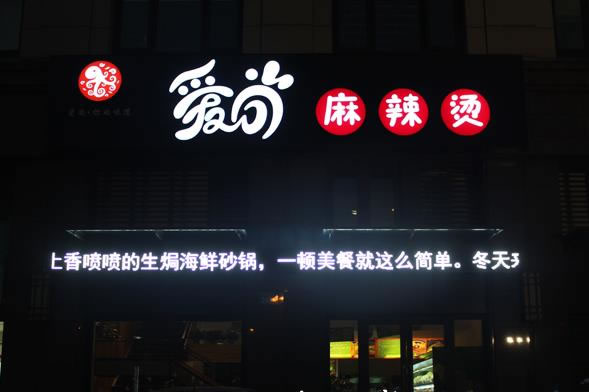 爱尚 麻辣烫
上香喷喷的生焗海鲜砂锅，一顿美餐就这么简单。冬天